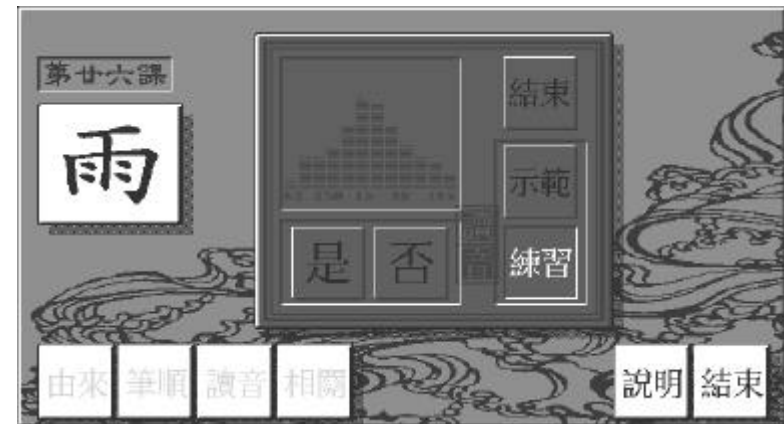 第廿六課
雨
結束
示範
練習
是 否
由來 筆順 讀音 相關
說明 結束